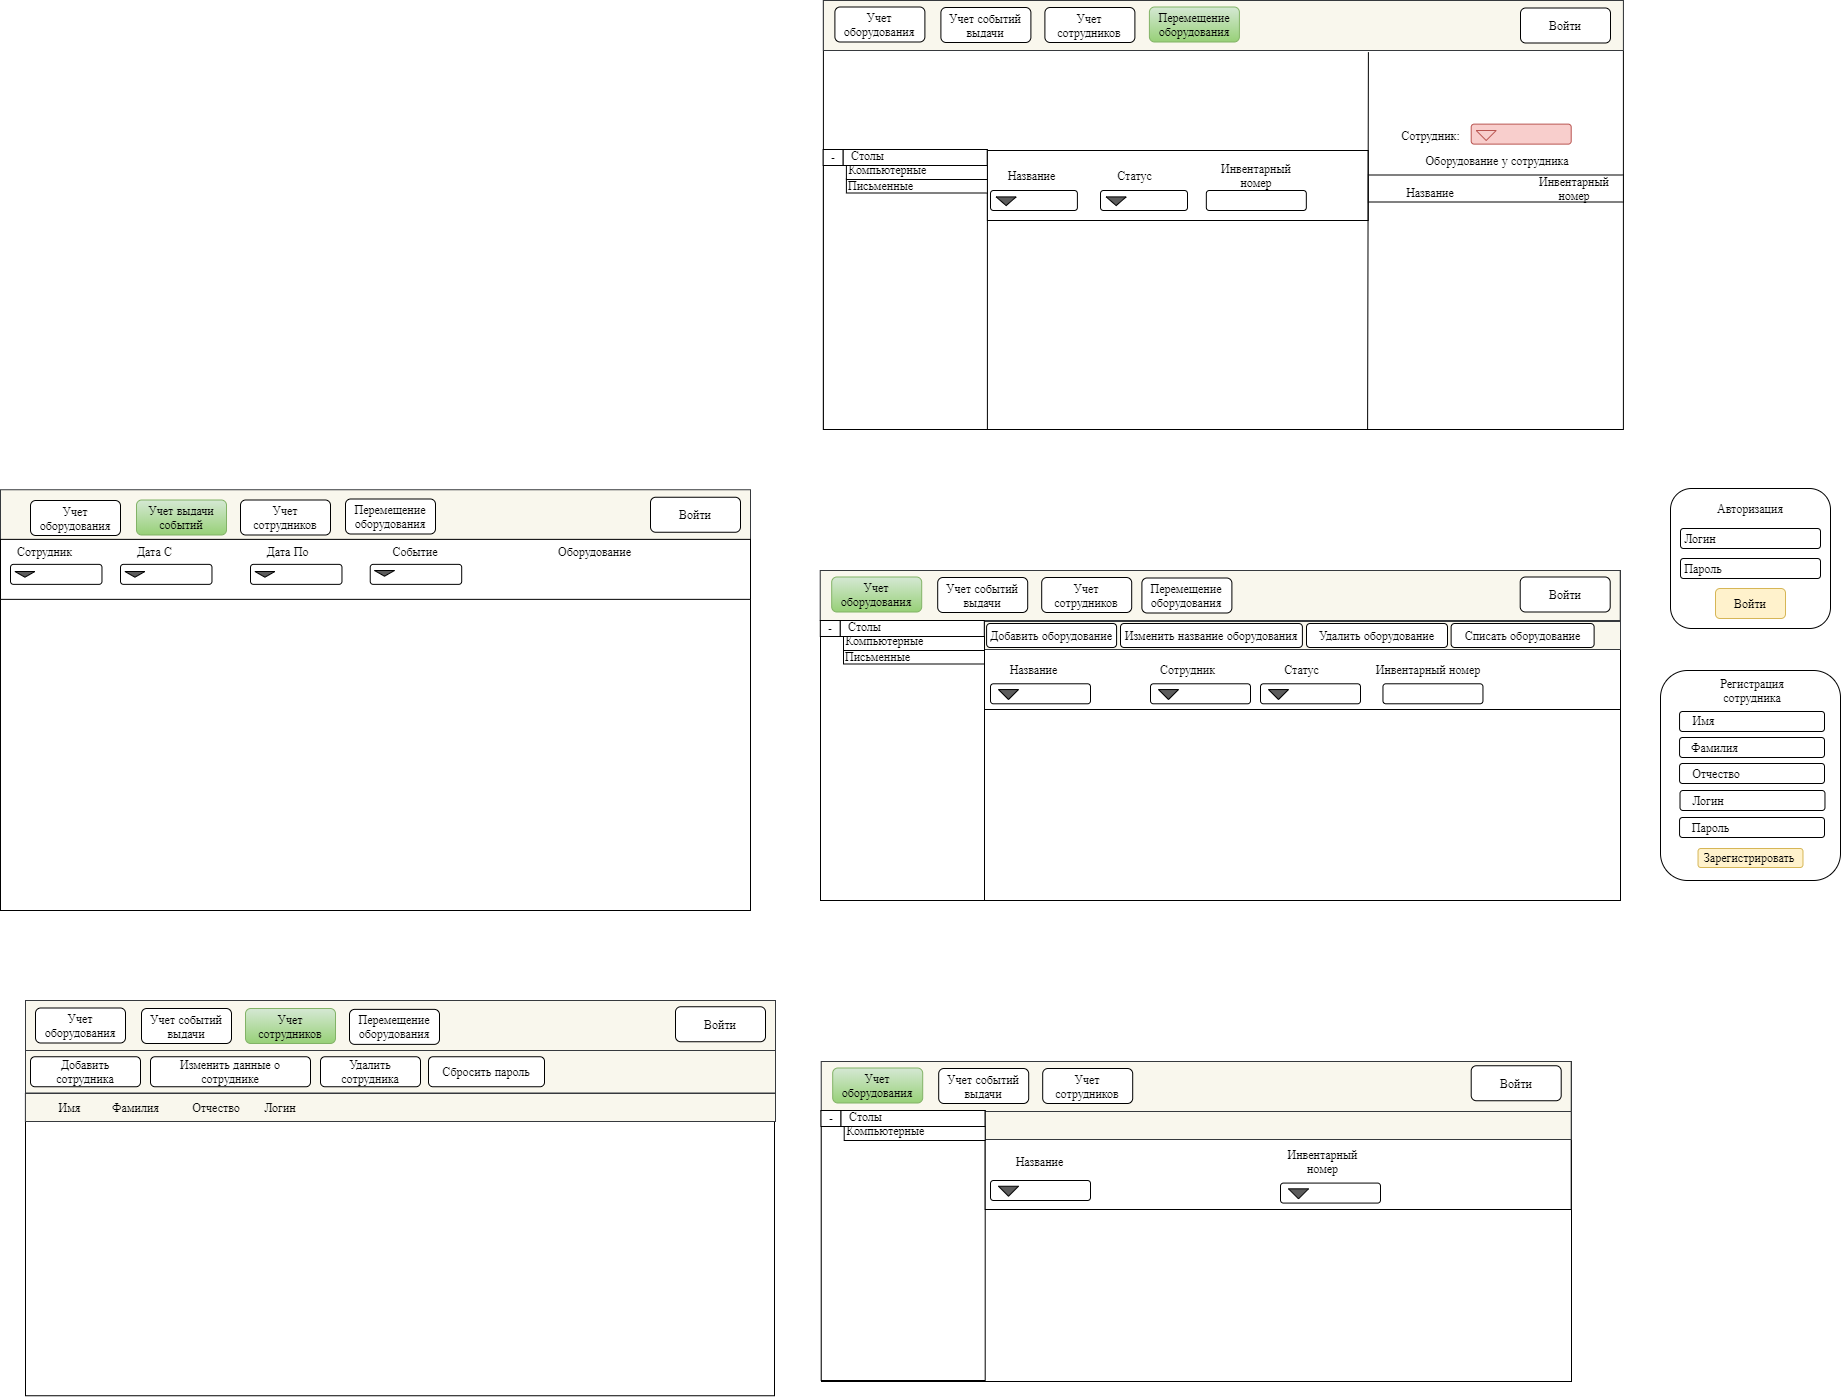 Учет
оборудования
Учет событий
выдачи
Учет
сотрудников
Перемещение
оборудования
Войти
Сотрудник:
Оборудование у сотрудника
Название
Инвентарный
номер
- Столы
Компьютерные
Письменные
Название
Статус
Инвентарный
номер
Учет
оборудования
Учет выдачи
событий
Учет
сотрудников
Перемещение
оборудования
Войти
Сотрудник
Дата С
Дата По
Событие
Оборудование
Учет
оборудования
Учет событий
выдачи
Учет
сотрудников
Перемещение
оборудования
Войти
- Столы
Компьютерные
Письменные
Добавить оборудование
Изменить название оборудования
Удалить оборудование
Списать оборудование
Название
Сотрудник
Статус
Инвентарный номер
Авторизация
Логин
Пароль
Войти
Регистрация
сотрудника
Имя
Фамилия
Отчество
Логин
Пароль
Зарегистрировать
Учет
оборудования
Учет событий
выдачи
Учет
сотрудников
Перемещение
оборудования
Войти
Добавить
сотрудника
Изменить данные о
сотруднике
Удалить
сотрудника
Сбросить пароль
Имя
Фамилия
Отчество
Логин
Учет
оборудования
Учет событий
выдачи
Учет
сотрудников
Войти
- Столы
Компьютерные
Название
Инвентарный
номер